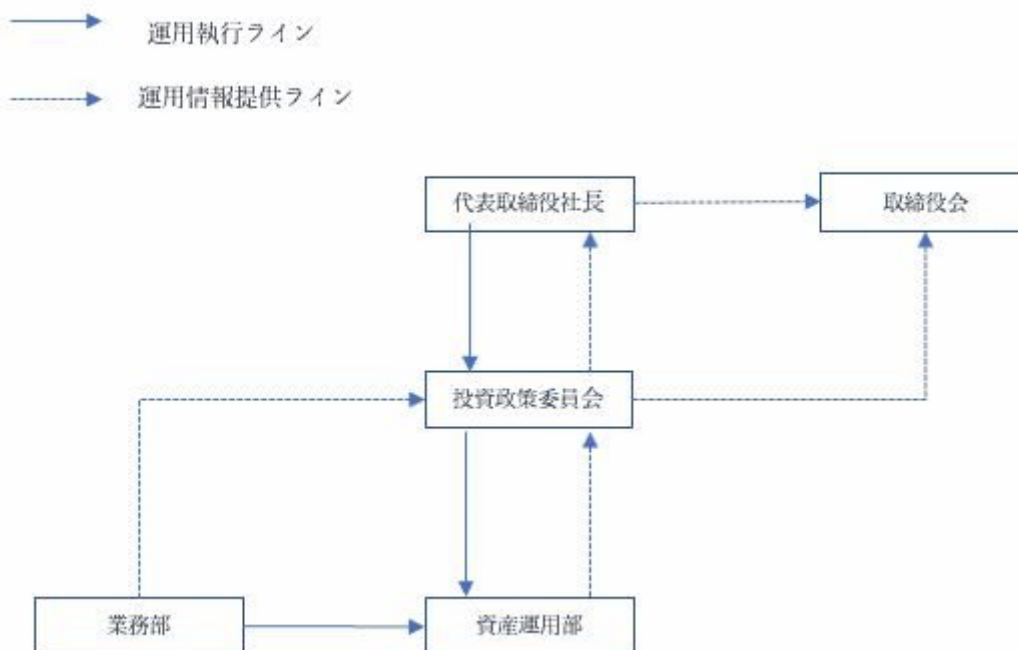 運用執行ライン
運用情報提供ライン
代表取締役社長
取締役会
投資政策委員会
業務部
資産運用部